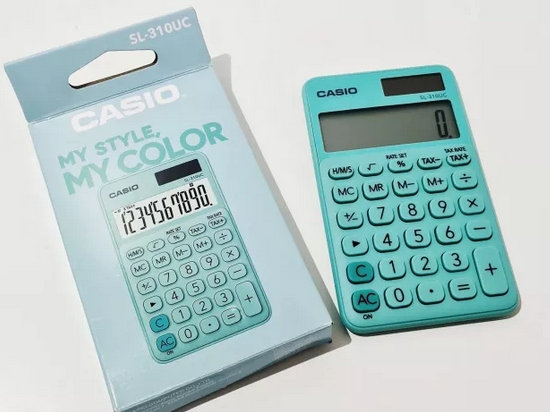 SL-310UC
CASIO
MY STYLE,
MY COLOR
CASIO
SL-310UC
1234567890.
RATE SET
TAX RATE
H/M/S √ % TAX- TAX+
MC MR M- M+ ÷
+/- 7 8 9 ×
▶ 4 5 6 -
C 1 2 3 +
AC 0 · =
ON
CASIO
SL-310UC
0.
RATE SET
TAX RATE
H/M/S √ % TAX- TAX+
MC MR M- M+ ÷
+/- 7 8 9 ×
▶ 4 5 6 -
C 1 2 3 +
AC 0 · =
ON